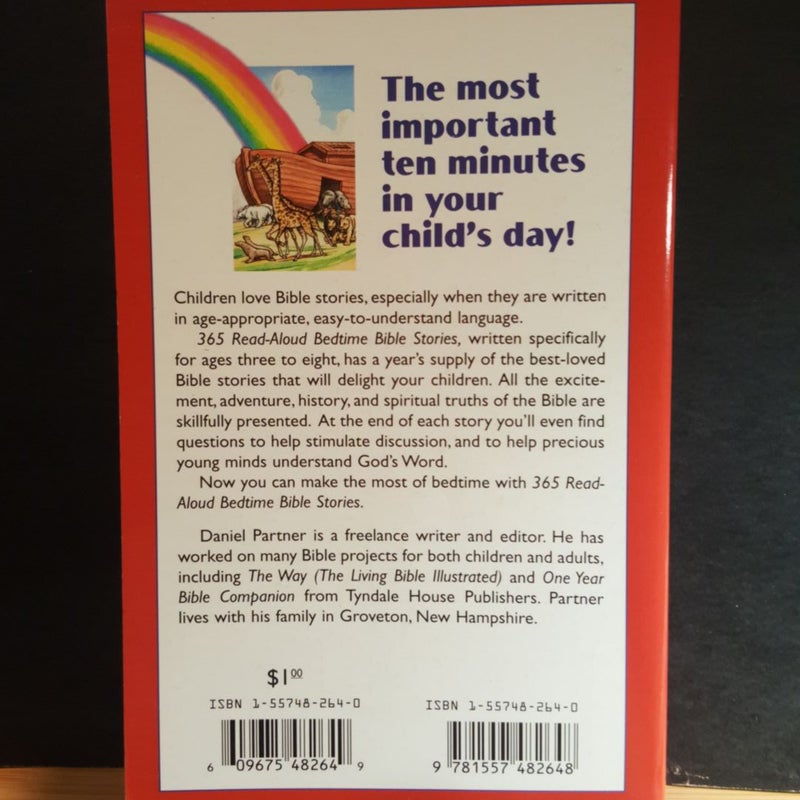 The most
important
ten minutes
in your
child's day!
Children love Bible stories, especially when they are written
in age-appropriate, easy-to-understand language.
365 Read-Aloud Bedtime Bible Stories, written specifically
for ages three to eight, has a year's supply of the best-loved
Bible stories that will delight your children. All the excite-
ment, adventure, history, and spiritual truths of the Bible are
skillfully presented. At the end of each story you'll even find
questions to help stimulate discussion, and to help precious
young minds understand God's Word.
Now you can make the most of bedtime with 365 Read-
Aloud Bedtime Bible Stories.
Daniel Partner is a freelance writer and editor. He has
worked on many Bible projects for both children and adults,
including The Way (The Living Bible Illustrated) and One Year
Bible Companion from Tyndale House Publishers. Partner
lives with his family in Groveton, New Hampshire.
$1 00
ISBN 1-55748-264-0
6 09675 48264 9
ISBN 1-55748-264-0
9 781557 482648